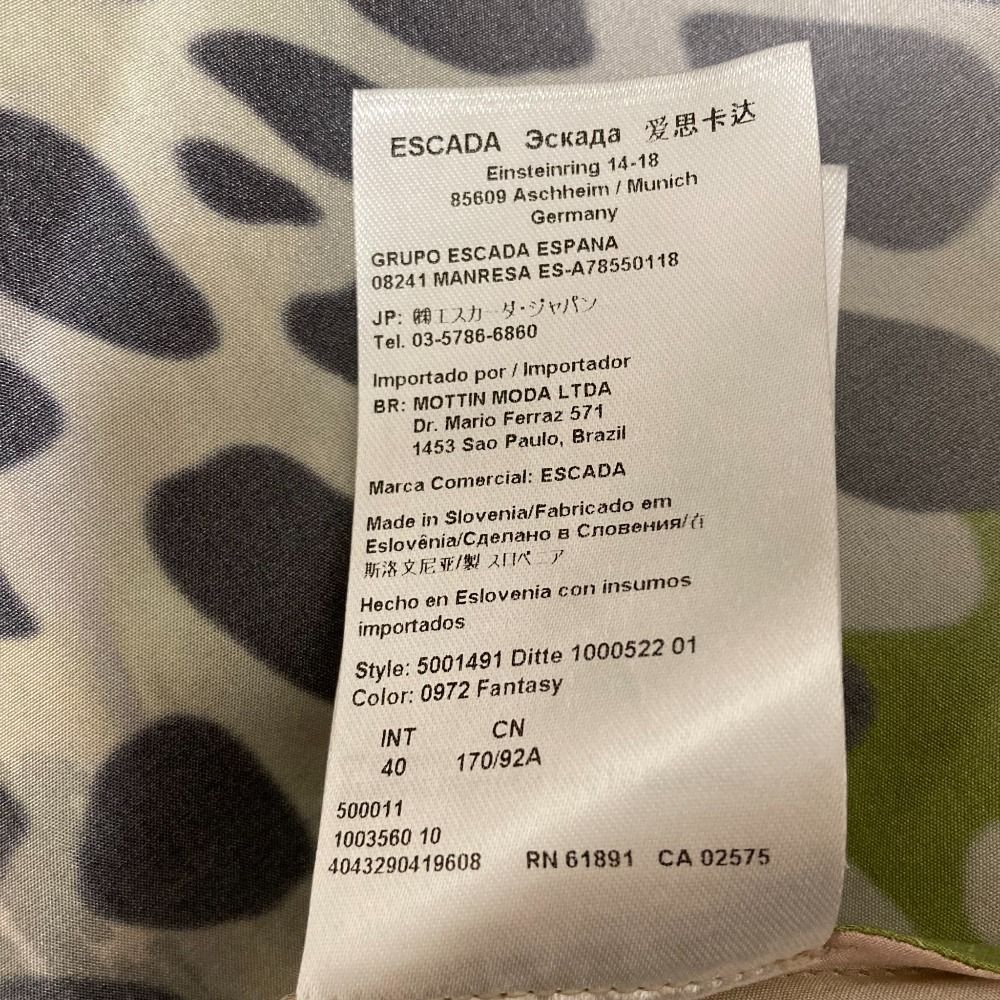 ESCADA Эскада 爱思卡达
Einsteinring 14-18
85609 Aschheim / Munich
Germany
GRUPO ESCADA ESPANA
08241 MANRESA ES-A78550118
JP: ㈱エスカーダ・ジャパン
Tel. 03-5786-6860
Importado por / Importador
BR: MOTTIN MODA LTDA
Dr. Mario Ferraz 571
1453 Sao Paulo, Brazil
Marca Comercial: ESCADA
Made in Slovenia/Fabricado em
Eslovênia/Сделано в Словения/在
斯洛文尼亚/製 スロベニア
Hecho en Eslovenia con insumos
importados
Style: 5001491 Ditte 1000522 01
Color: 0972 Fantasy
INT CN
40 170/92A
500011
1003560 10
4043290419608 RN 61891 CA 02575